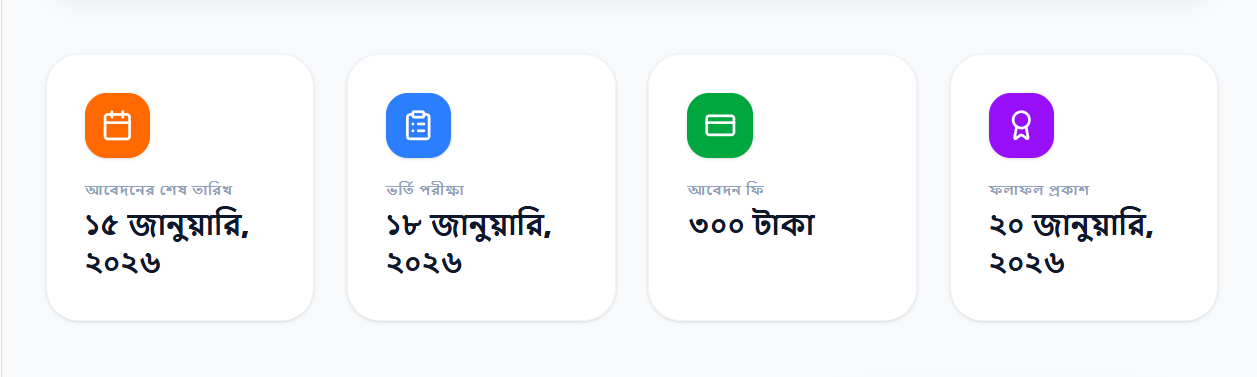 আবেদনের শেষ তারিখ
১৫ জানুয়ারি,
২০২৬
ভর্তি পরীক্ষা
১৮ জানুয়ারি,
২০২৬
আবেদন ফি
৩০০ টাকা
ফলাফল প্রকাশ
২০ জানুয়ারি,
২০২৬